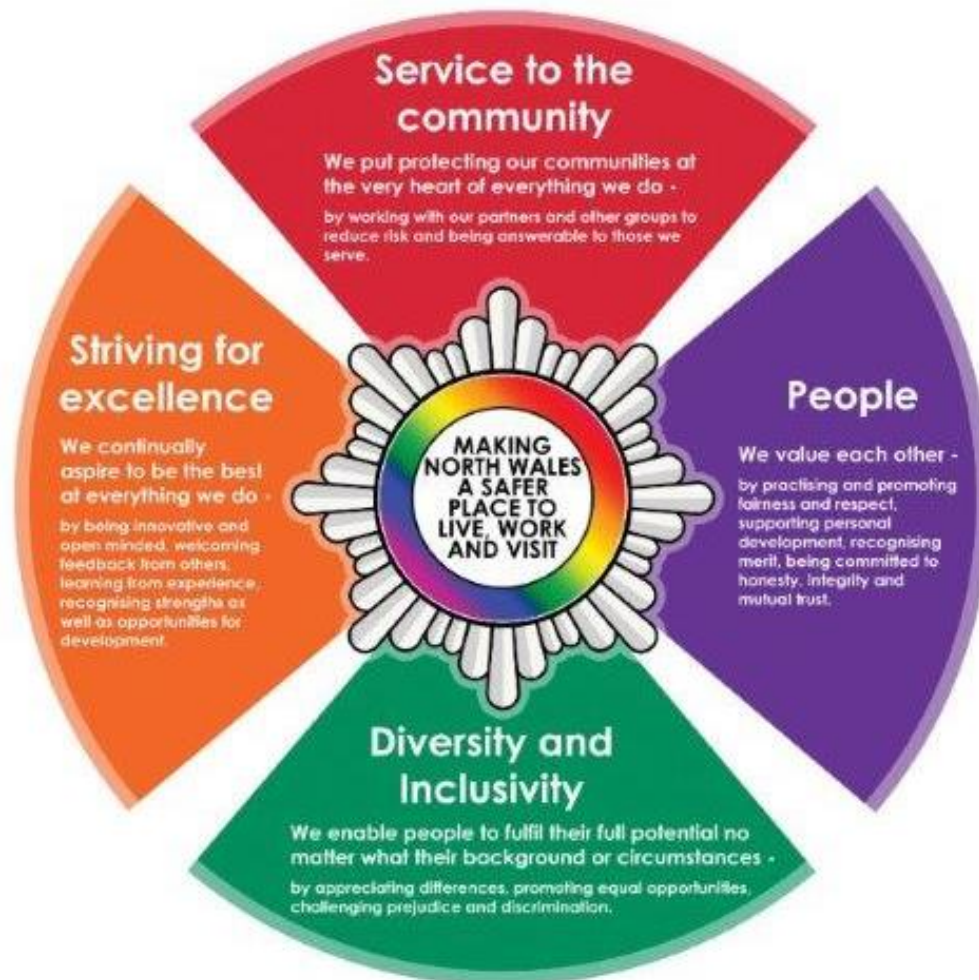 Service to the
community
We put protecting our communities at
the very heart of everything we do -
by working with our partners and other groups to
reduce risk and being answerable to those we
serve.
Striving for
excellence
We continually
aspire to be the best
at everything we do -
by being innovative and
open minded, welcoming
feedback from others,
learning from experience,
recognising strengths as
well as opportunities for
development.
MAKING
NORTH WALES
A SAFER
PLACE TO
LIVE, WORK
AND VISIT
People
We value each other -
by practising and promoting
fairness and respect,
supporting personal
development, recognising
merit, being committed to
honesty, integrity and
mutual trust.
Diversity and
Inclusivity
We enable people to fulfil their full potential no
matter what their background or circumstances -
by appreciating differences, promoting equal opportunities,
challenging prejudice and discrimination.